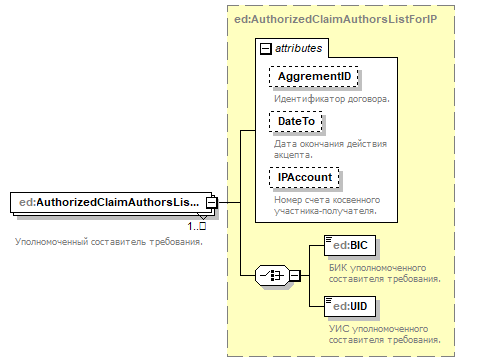 ed:AuthorizedClaimAuthorsListForIP
attributes
AggrementID
Идентификатор договора.
DateTo
Дата окончания действия
акцепта.
IPAccount
Номер счета косвенного
участника-получателя.
ed:AuthorizedClaimAuthorsLis...
1..□
Уполномоченный составитель требования.
ed:BIC
БИК уполномоченного
составителя требования.
ed:UID
УИС уполномоченного
составителя требования.